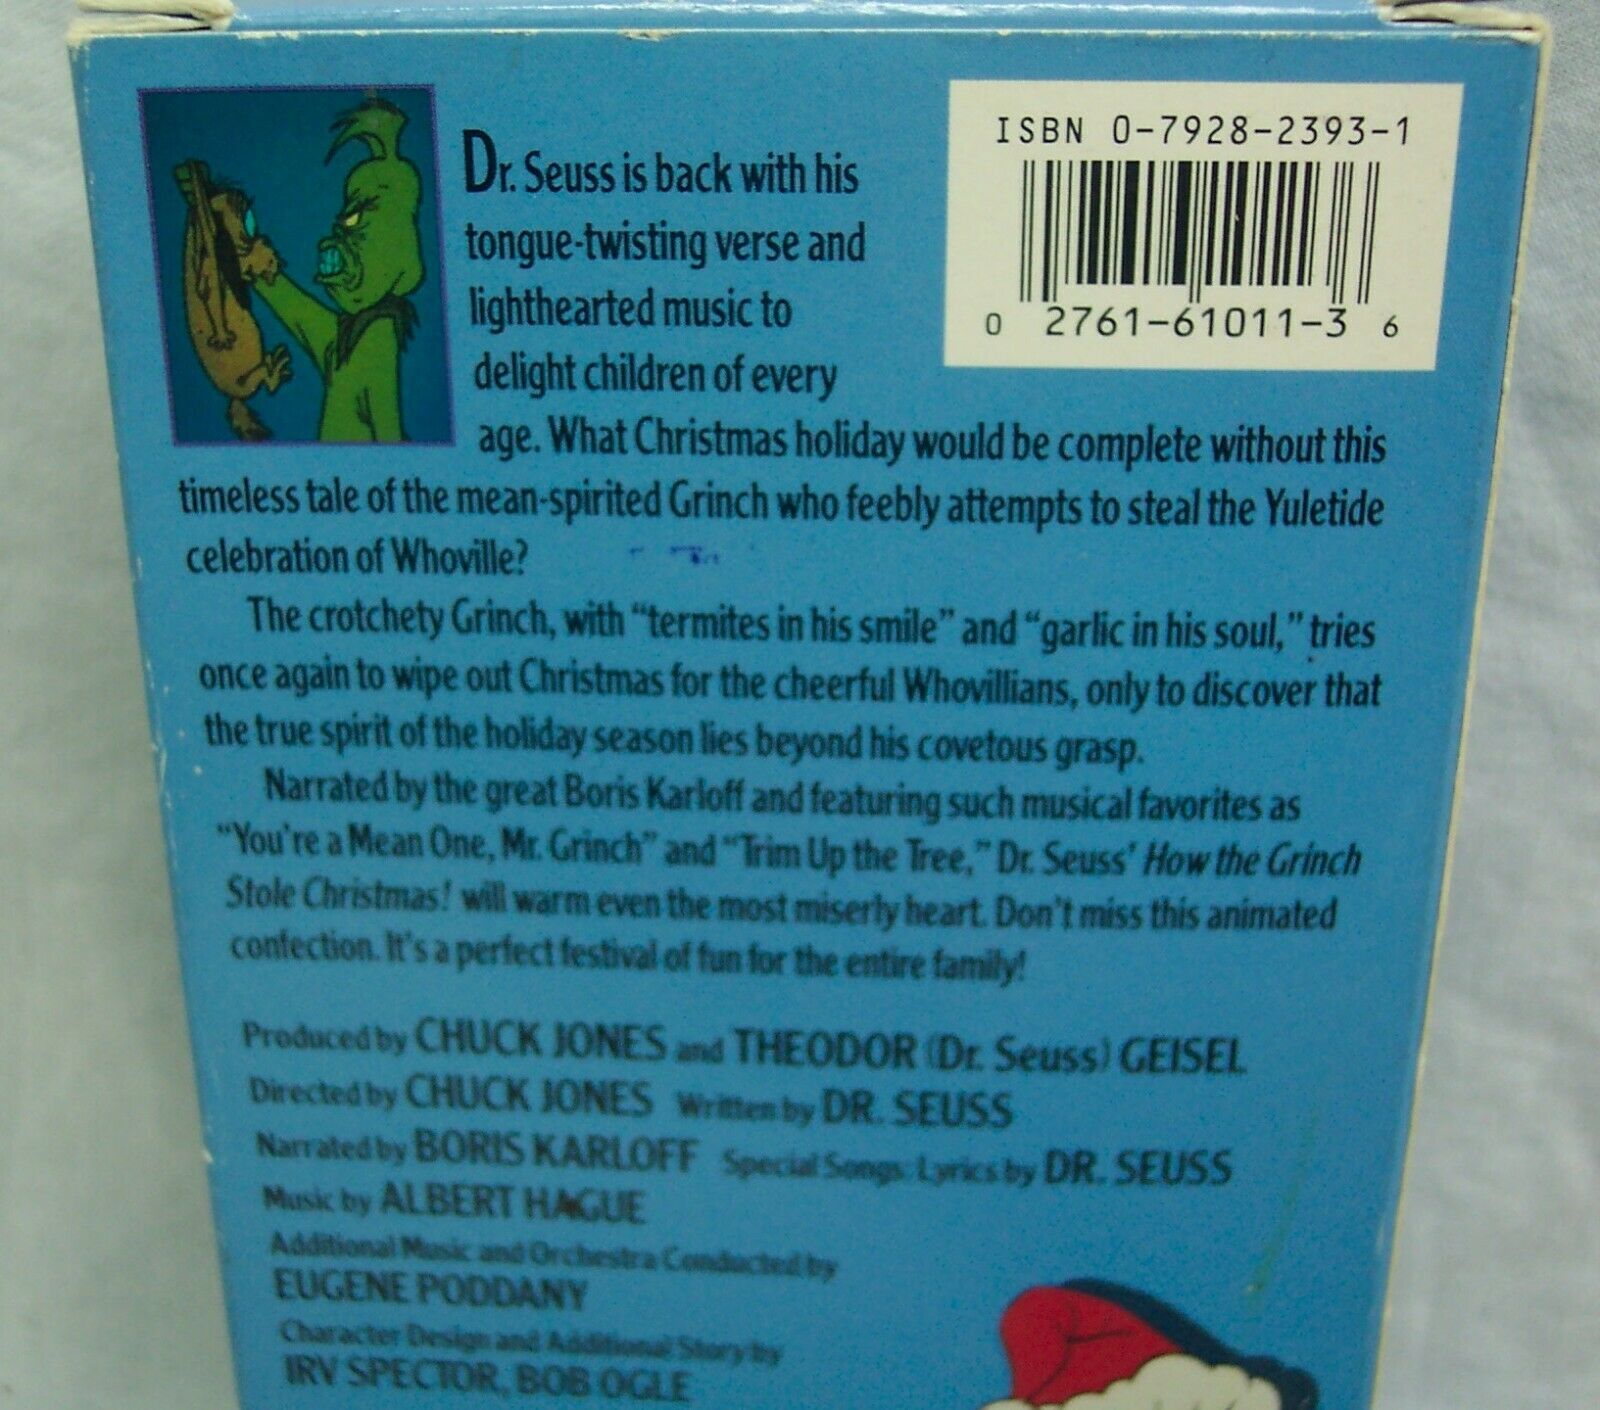 ISBN 0-7928-2393-1
0 2761-61011-3 6
Dr. Seuss is back with his
tongue-twisting verse and
lighthearted music to
delight children of every
age. What Christmas holiday would be complete without this
timeless tale of the mean-spirited Grinch who feebly attempts to steal the Yuletide
celebration of Whoville?
The crotchety Grinch, with “termites in his smile” and “garlic in his soul,” tries
once again to wipe out Christmas for the cheerful Whovillians, only to discover that
the true spirit of the holiday season lies beyond his covetous grasp.
Narrated by the great Boris Karloff and featuring such musical favorites as
“You're a Mean One, Mr. Grinch” and “Trim Up the Tree,” Dr. Seuss' How the Grinch
Stole Christmas! will warm even the most miserly heart. Don't miss this animated
confection. It's a perfect festival of fun for the entire family!
Produced by CHUCK JONES and THEODOR (Dr. Seuss) GEISEL
Directed by CHUCK JONES Written by DR. SEUSS
Narrated by BORIS KARLOFF Special Songs: Lyrics by DR. SEUSS
Music by ALBERT HAGUE
Additional Music and Orchestra Conducted by
EUGENE PODDANY
Character Design and Additional Story by
IRV SPECTOR, BOB OGLE